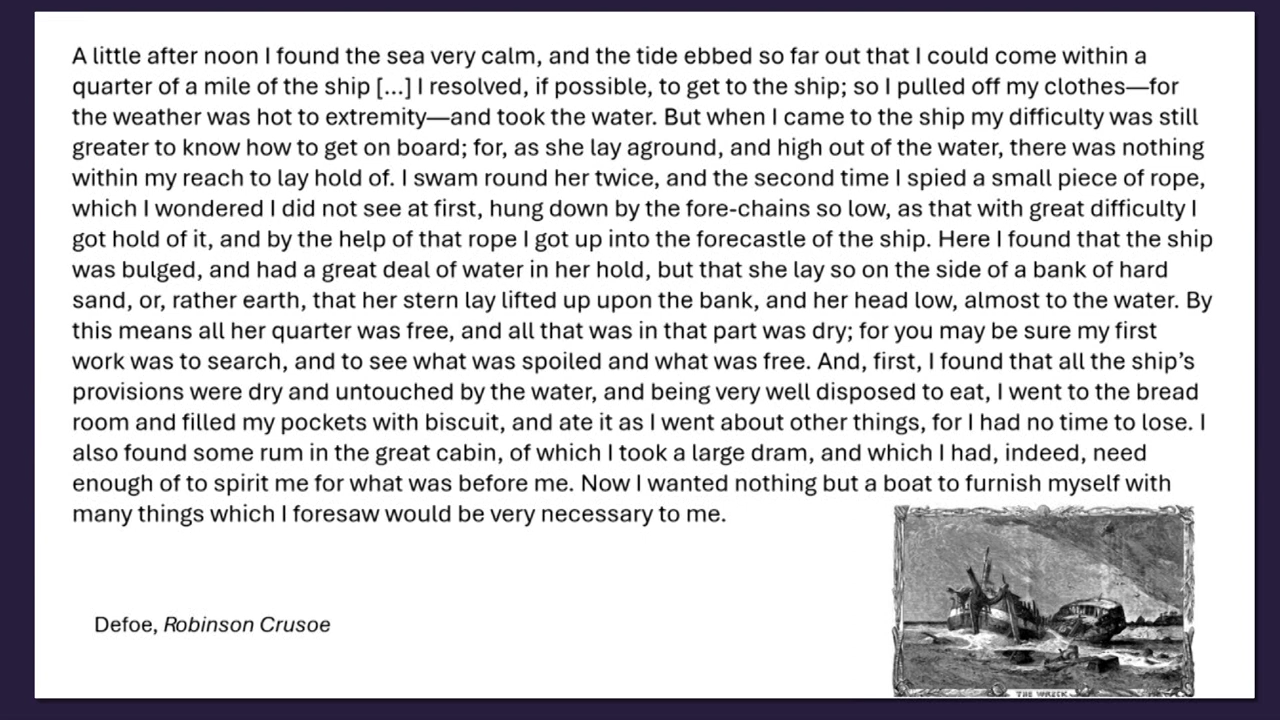 A little after noon I found the sea very calm, and the tide ebbed so far out that I could come within a
quarter of a mile of the ship [...] I resolved, if possible, to get to the ship; so I pulled off my clothes—for
the weather was hot to extremity—and took the water. But when I came to the ship my difficulty was still
greater to know how to get on board; for, as she lay aground, and high out of the water, there was nothing
within my reach to lay hold of. I swam round her twice, and the second time I spied a small piece of rope,
which I wondered I did not see at first, hung down by the fore-chains so low, as that with great difficulty I
got hold of it, and by the help of that rope I got up into the forecastle of the ship. Here I found that the ship
was bulged, and had a great deal of water in her hold, but that she lay so on the side of a bank of hard
sand, or, rather earth, that her stern lay lifted up upon the bank, and her head low, almost to the water. By
this means all her quarter was free, and all that was in that part was dry; for you may be sure my first
work was to search, and to see what was spoiled and what was free. And, first, I found that all the ship’s
provisions were dry and untouched by the water, and being very well disposed to eat, I went to the bread
room and filled my pockets with biscuit, and ate it as I went about other things, for I had no time to lose. I
also found some rum in the great cabin, of which I took a large dram, and which I had, indeed, need
enough of to spirit me for what was before me. Now I wanted nothing but a boat to furnish myself with
many things which I foresaw would be very necessary to me.
Defoe, Robinson Crusoe
THE WRECK